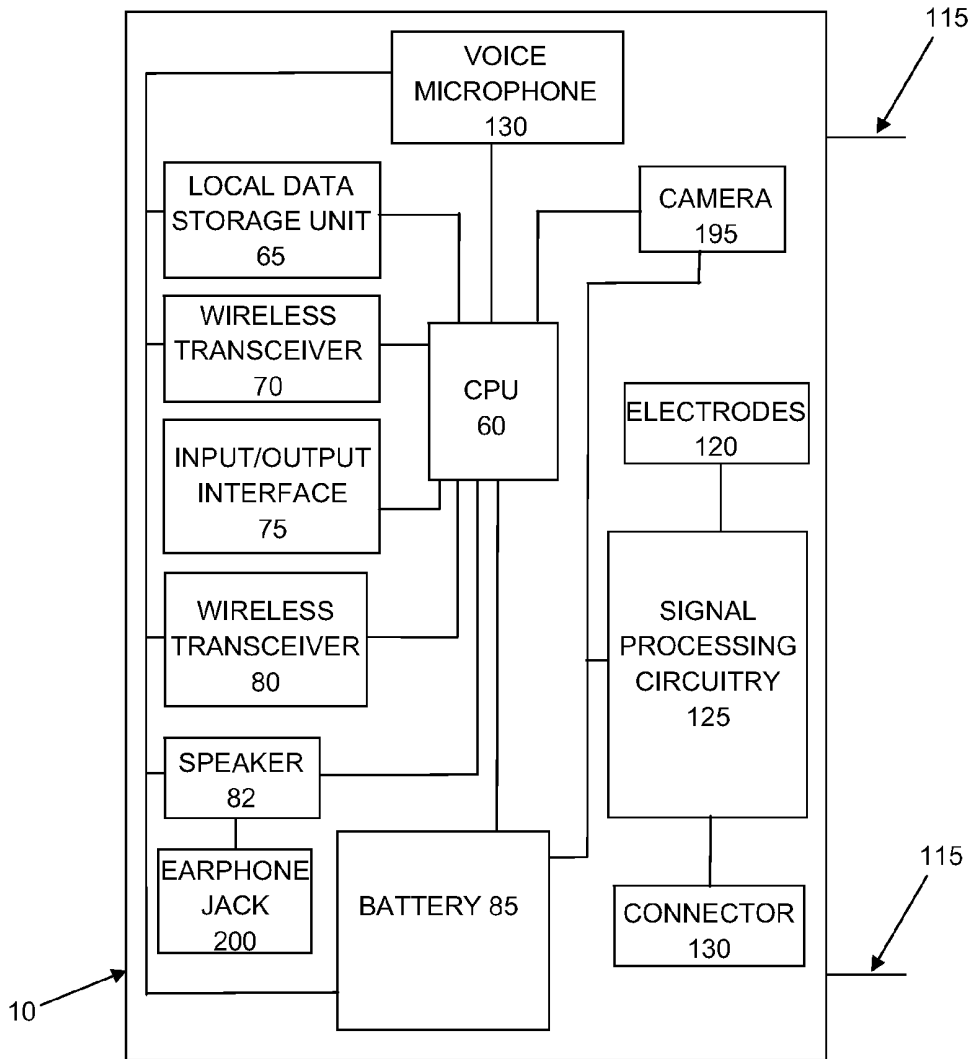 115
VOICE
MICROPHONE
130
LOCAL DATA
STORAGE UNIT
65
CAMERA
195
WIRELESS
TRANSCEIVER
70
CPU
60
ELECTRODES
120
INPUT/OUTPUT
INTERFACE
75
WIRELESS
TRANSCEIVER
80
SIGNAL
PROCESSING
CIRCUITRY
125
SPEAKER
82
EARPHONE
JACK
200
BATTERY 85
CONNECTOR
130
115
10